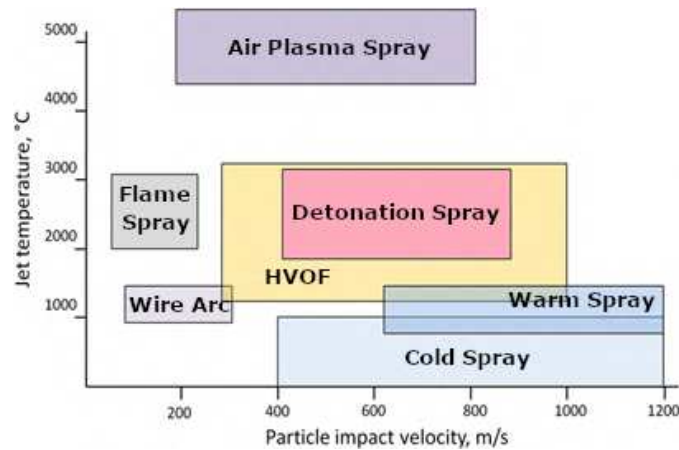 5000
Air Plasma Spray
4000
Jet temperature, °C
3000
Flame
Spray
Detonation Spray
2000
HVOF
Wire Arc
Warm Spray
1000
Cold Spray
200 400 600 800 1000 1200
Particle impact velocity, m/s